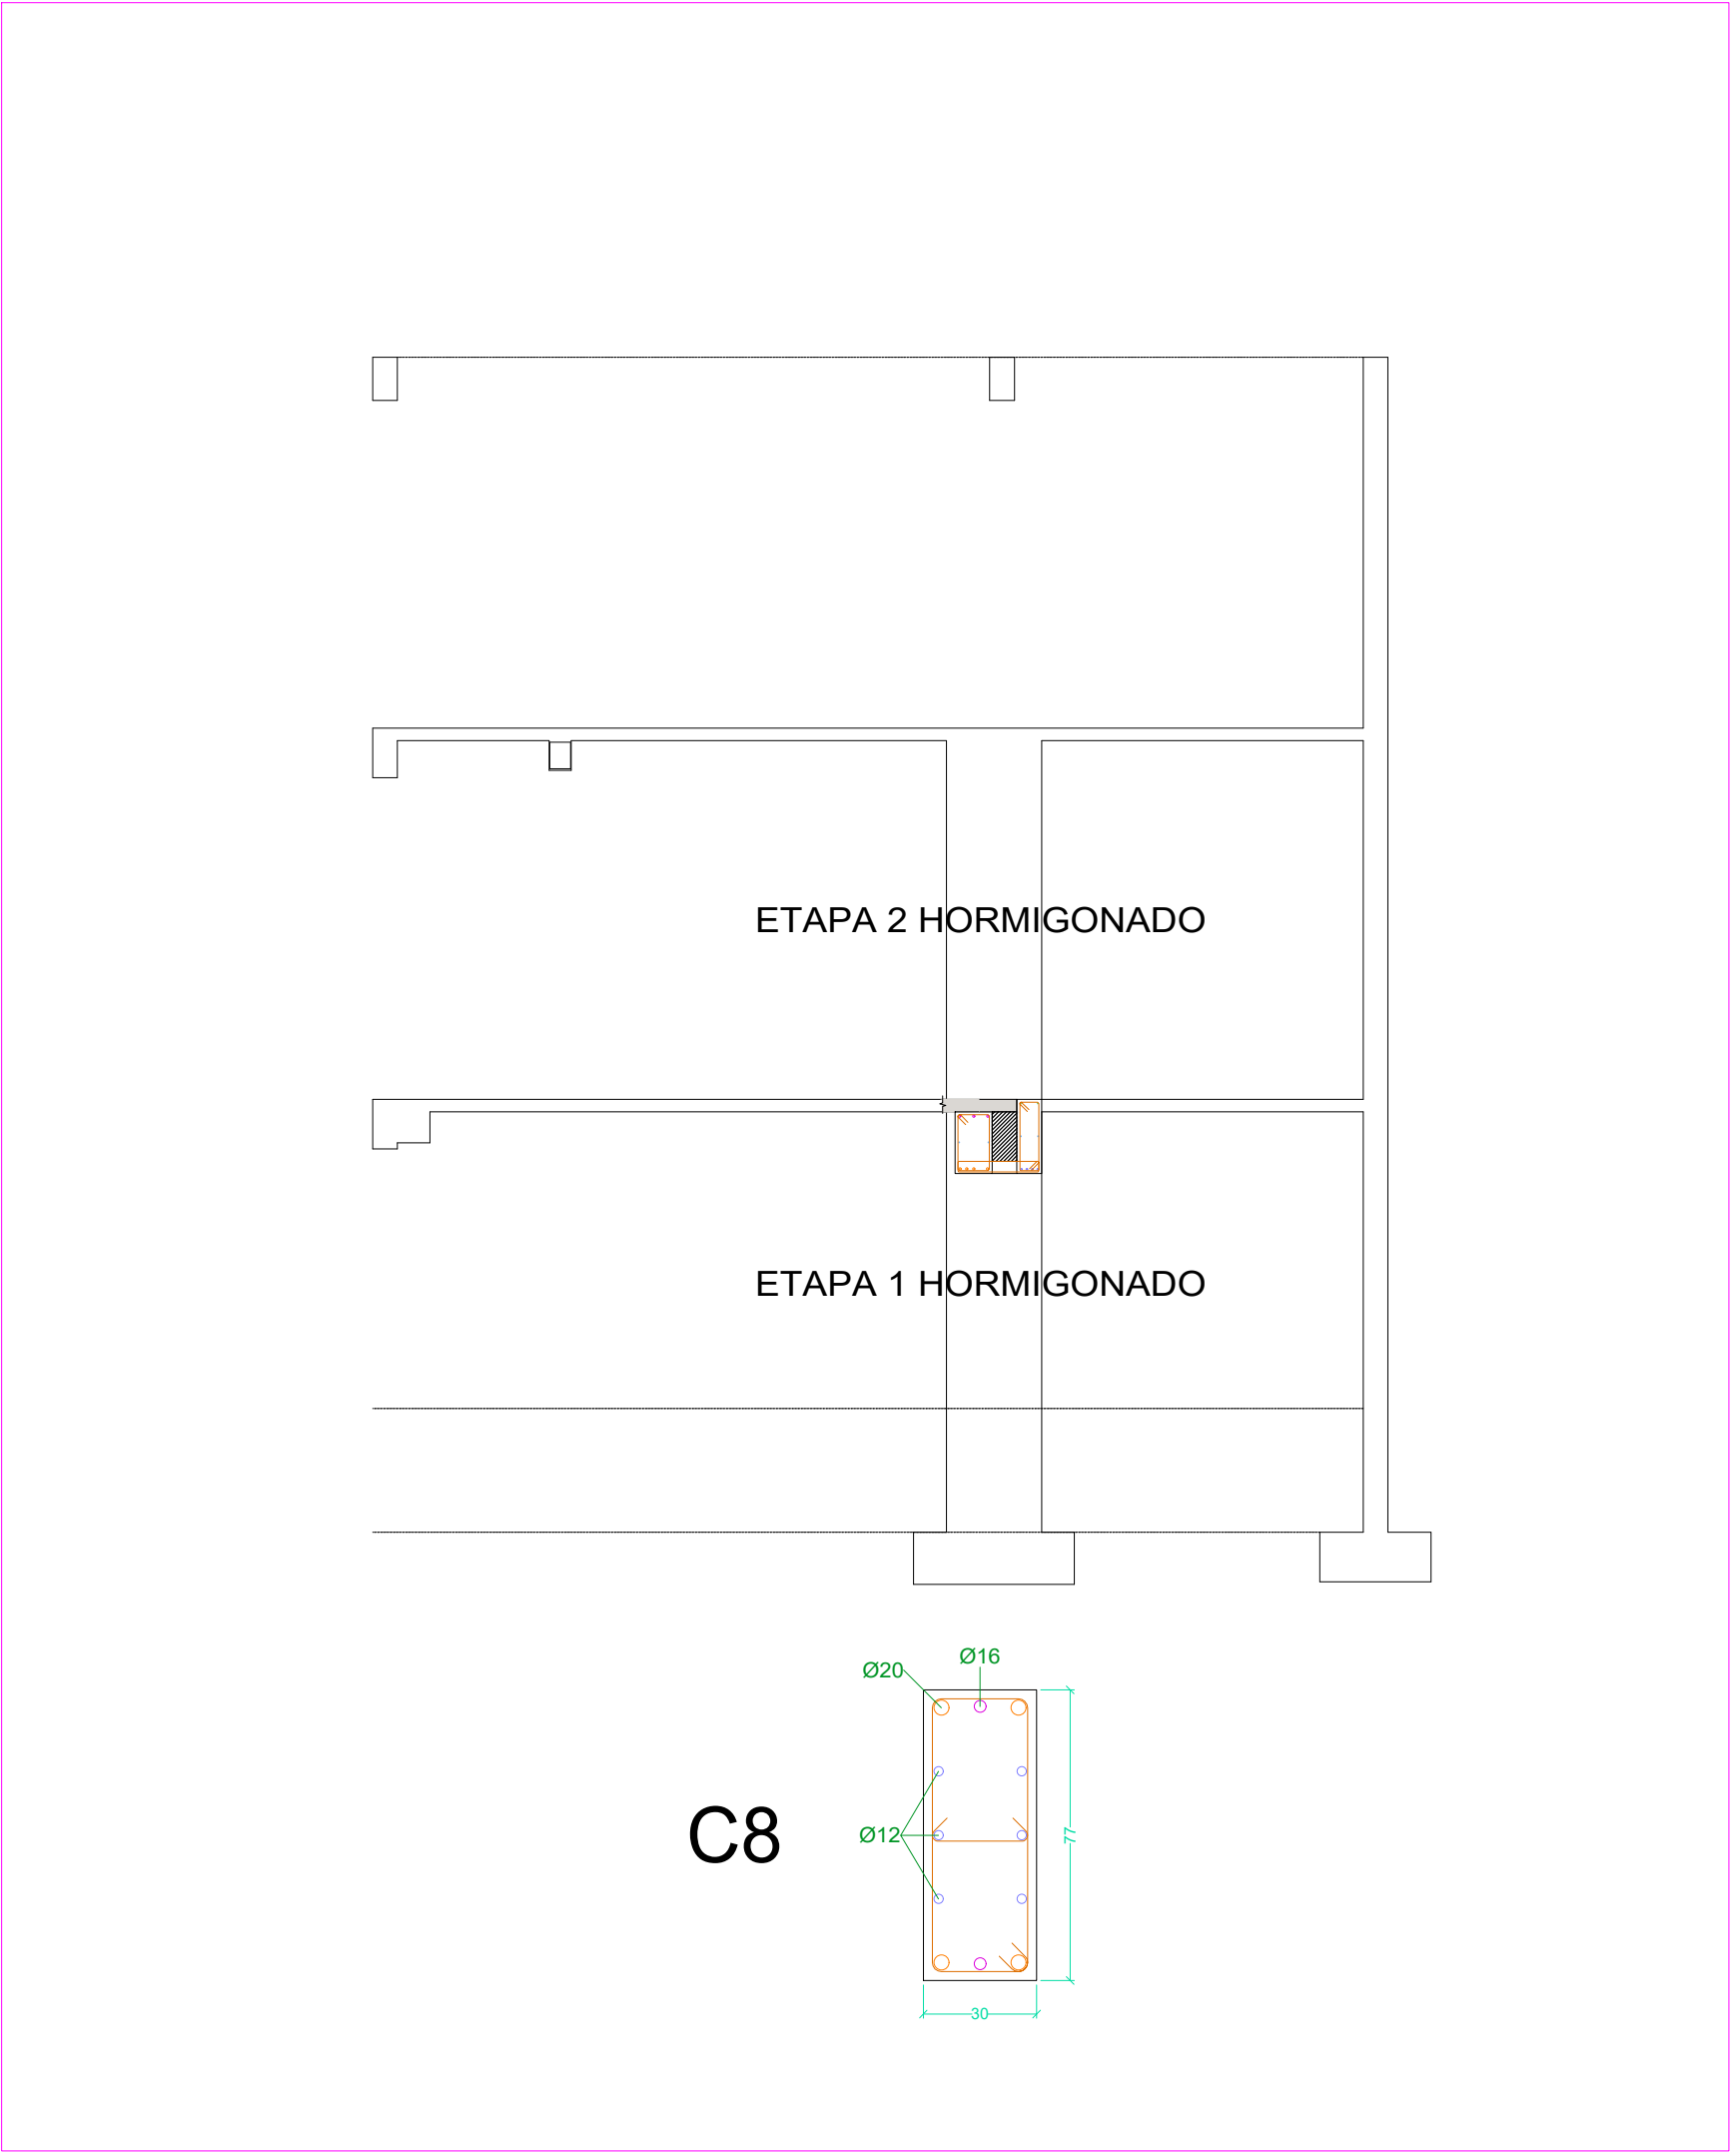 ETAPA 2 HORMIGONADO
ETAPA 1 HORMIGONADO
Ø16
Ø20
Ø12
C8
77
30